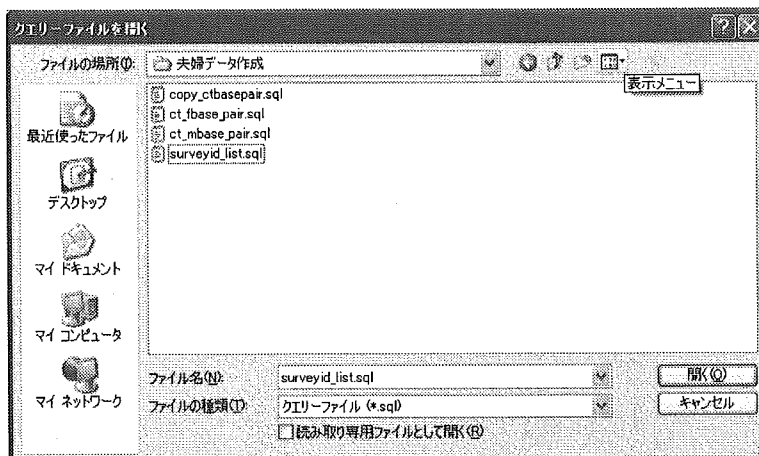 クエリーファイルを開く
ファイルの場所(I):
夫婦データ作成
表示メニュー
最近使ったファイル
デスクトップ
マイ ドキュメント
マイ コンピュータ
マイ ネットワーク
copy_ctbasepair.sql
ct_fbase_pair.sql
ct_mbase_pair.sql
surveyid_list.sql
ファイル名(N): surveyid_list.sql 開く(O)
ファイルの種類(T): クエリーファイル (*.sql) キャンセル
読み取り専用ファイルとして開く(R)